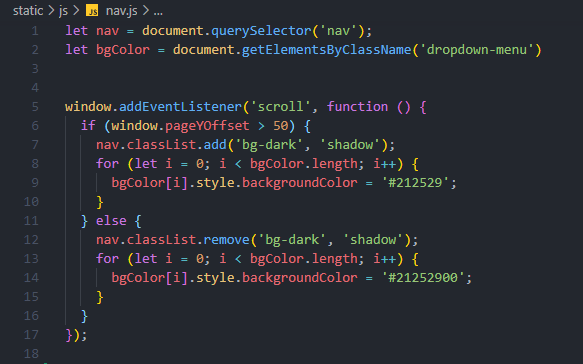 static > js > JS nav.js > ...
1 let nav = document.querySelector('nav');
2 let bgColor = document.getElementsByClassName('dropdown-menu')
3
4
5 window.addEventListener('scroll', function () {
6   if (window.pageYOffset > 50) {
7     nav.classList.add('bg-dark', 'shadow');
8     for (let i = 0; i < bgColor.length; i++) {
9       bgColor[i].style.backgroundColor = '#212529';
10     }
11   } else {
12     nav.classList.remove('bg-dark', 'shadow');
13     for (let i = 0; i < bgColor.length; i++) {
14       bgColor[i].style.backgroundColor = '#21252900';
15     }
16   }
17 });
18